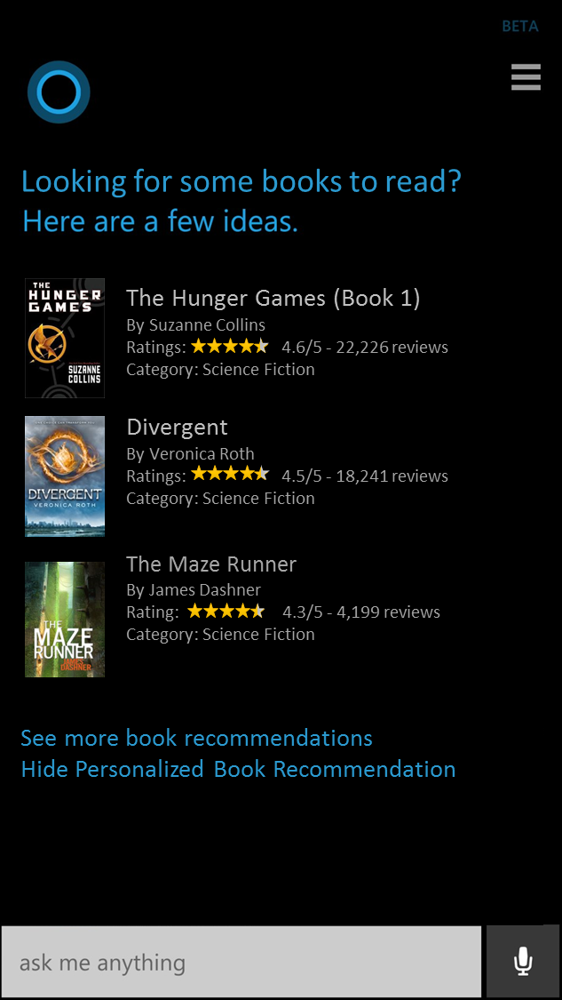 BETA
Looking for some books to read?
Here are a few ideas.
THE
HUNGER
GAMES
SUZANNE
COLLINS
The Hunger Games (Book 1)
By Suzanne Collins
Ratings: 4.6/5 - 22,226 reviews
Category: Science Fiction
DIVERGENT
VERONICA ROTH
Divergent
By Veronica Roth
Ratings: 4.5/5 - 18,241 reviews
Category: Science Fiction
THE
MAZE
RUNNER
JAMES
DASHNER
The Maze Runner
By James Dashner
Rating: 4.3/5 - 4,199 reviews
Category: Science Fiction
See more book recommendations
Hide Personalized Book Recommendation
ask me anything